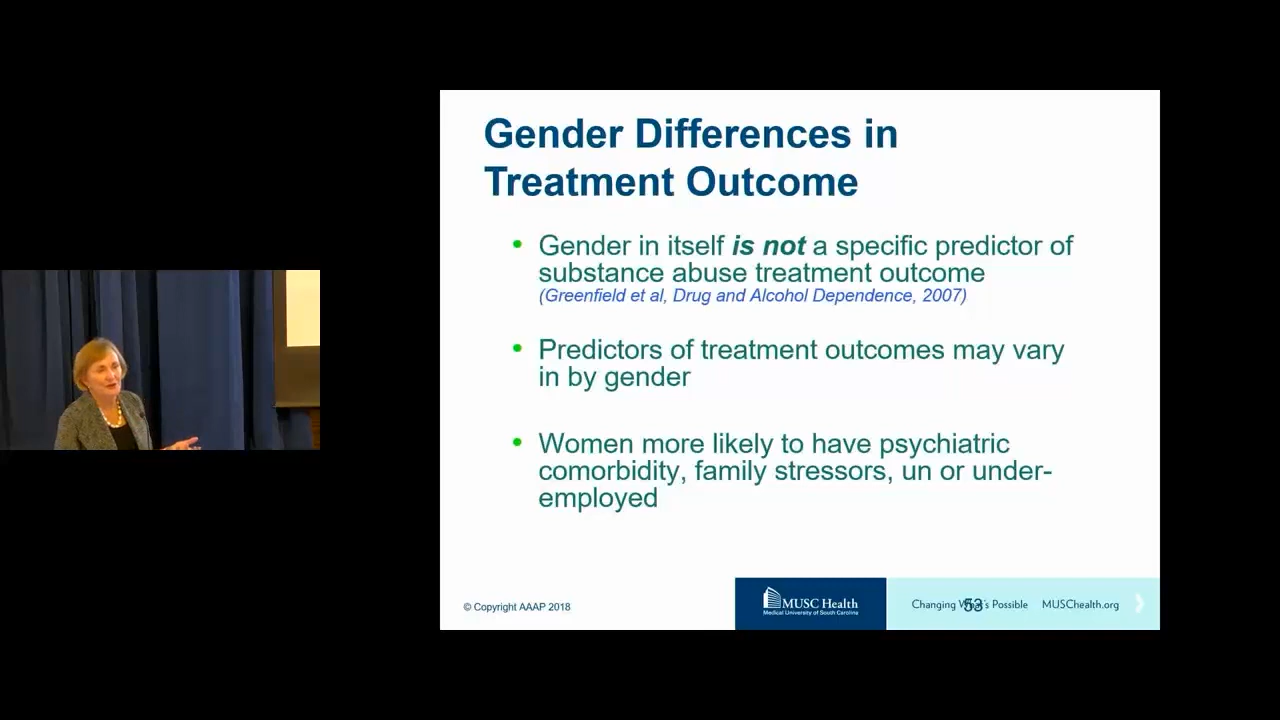 Gender Differences in
Treatment Outcome
• Gender in itself is not a specific predictor of
substance abuse treatment outcome
(Greenfield et al, Drug and Alcohol Dependence, 2007)
• Predictors of treatment outcomes may vary
in by gender
• Women more likely to have psychiatric
comorbidity, family stressors, un or under-
employed
© Copyright AAAP 2018
MUSC Health
Medical University of South Carolina
Changing What's Possible
53
MUSChealth.org